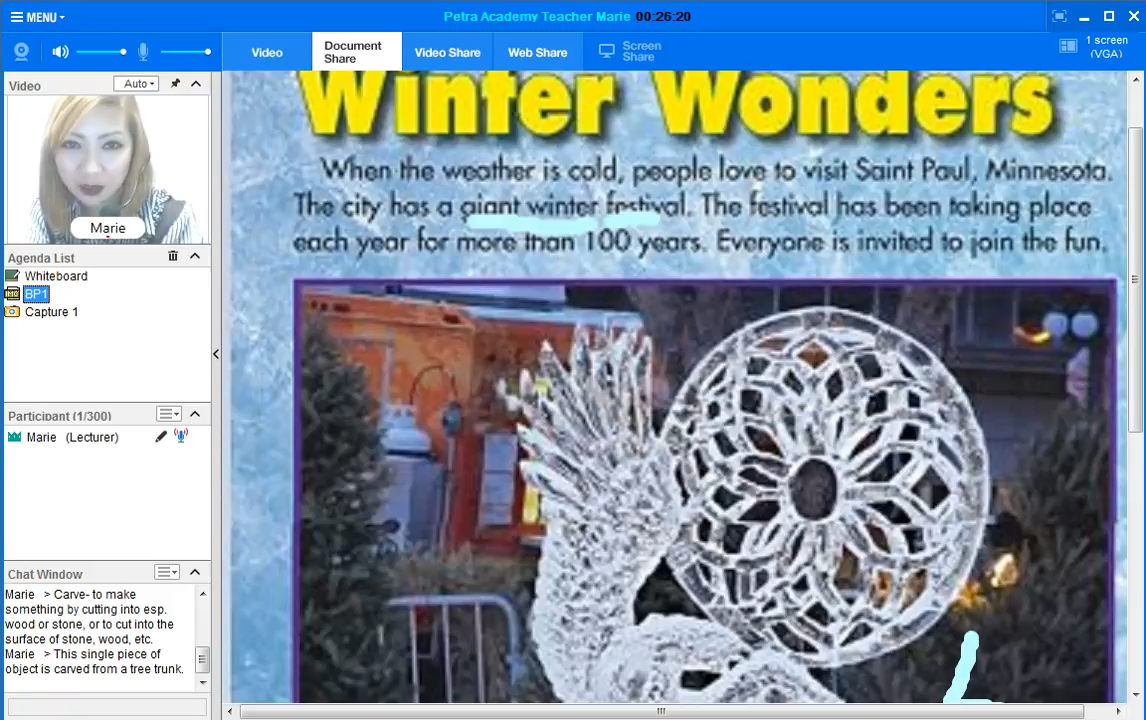 Petra Academy Teacher Marie 00:26:20
MENU
Video
Document Share
Video Share
Web Share
Screen Share
1 screen (VGA)
Video
Auto
Marie
Agenda List
Whiteboard
BP1
Capture 1
Participant (1/300)
Marie (Lecturer)
Chat Window
Marie > Carve- to make
something by cutting into esp.
wood or stone, or to cut into the
surface of stone, wood, etc.
Marie > This single piece of
object is carved from a tree trunk.
Winter Wonders
When the weather is cold, people love to visit Saint Paul, Minnesota.
The city has a giant winter festival. The festival has been taking place
each year for more than 100 years. Everyone is invited to join the fun.